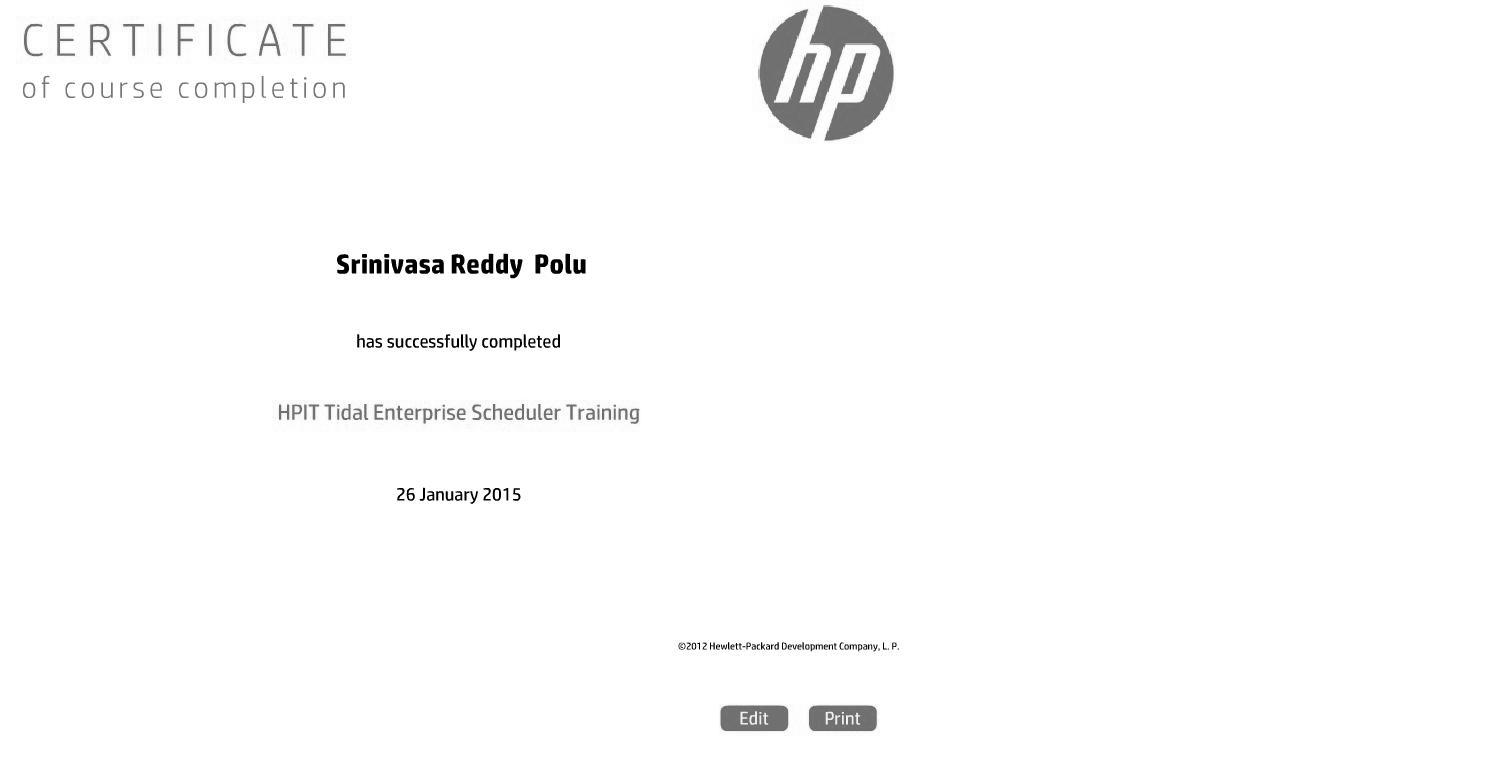 CERTIFICATE
of course completion
hp
Srinivasa Reddy Polu
has successfully completed
HPIT Tidal Enterprise Scheduler Training
26 January 2015
©2012 Hewlett-Packard Development Company, L. P.
Edit Print